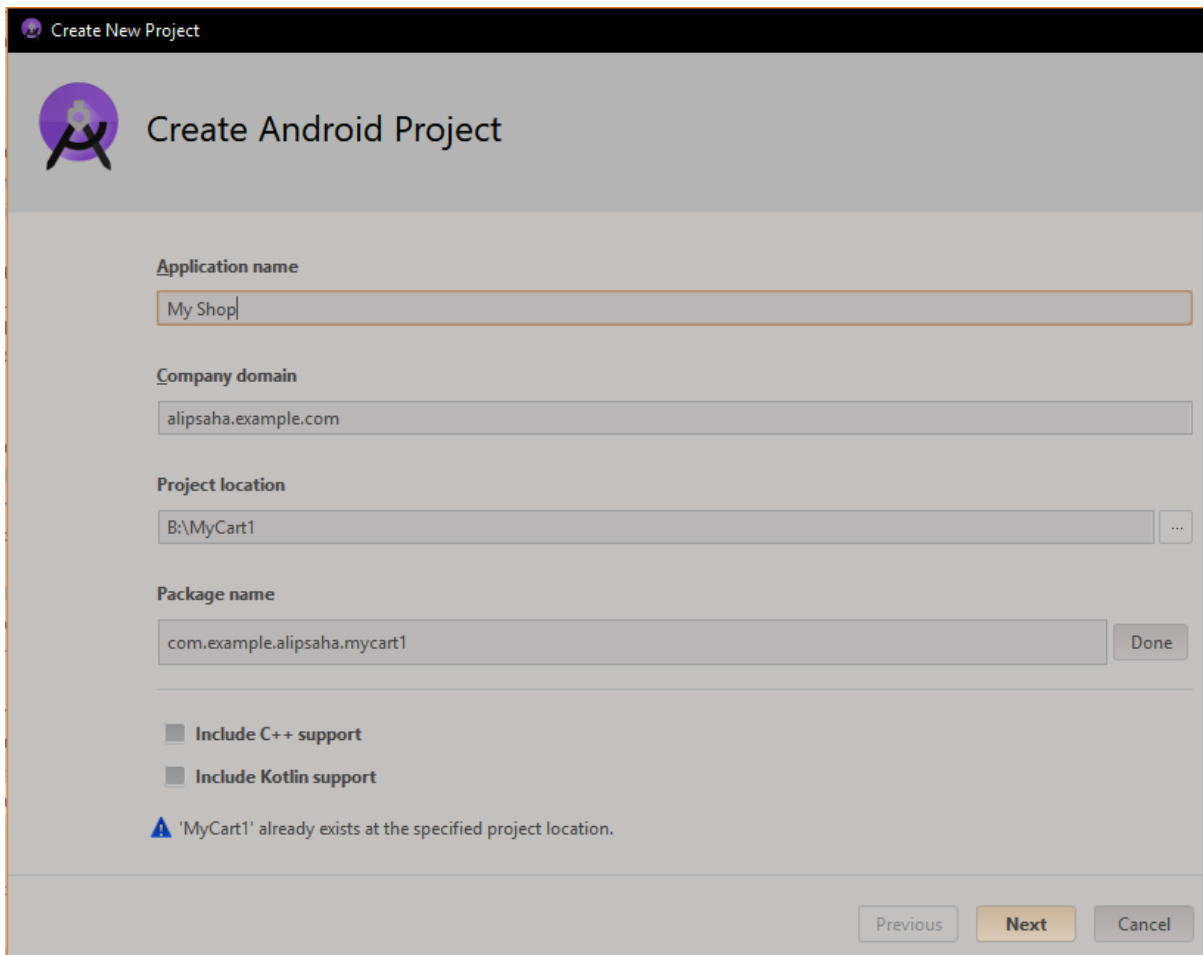 Create New Project
Create Android Project
Application name
My Shop
Company domain
alipsaha.example.com
Project location
B:\MyCart1
...
Package name
com.example.alipsaha.mycart1
Done
Include C++ support
Include Kotlin support
'MyCart1' already exists at the specified project location.
Previous Next Cancel